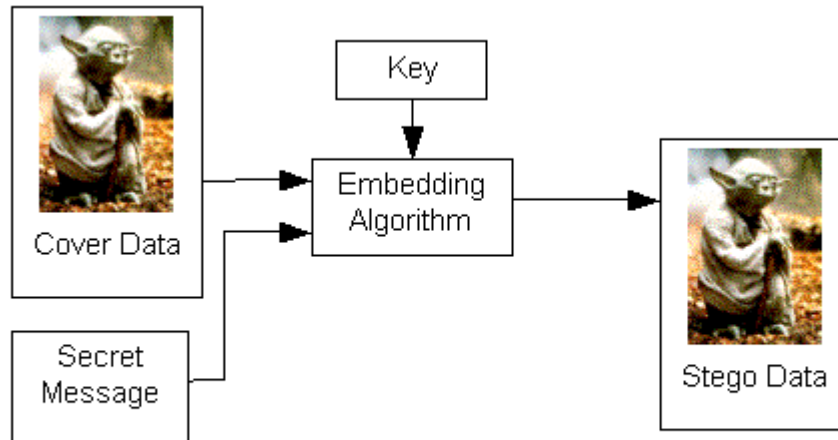 Key
Embedding
Algorithm
Cover Data
Secret
Message
Stego Data